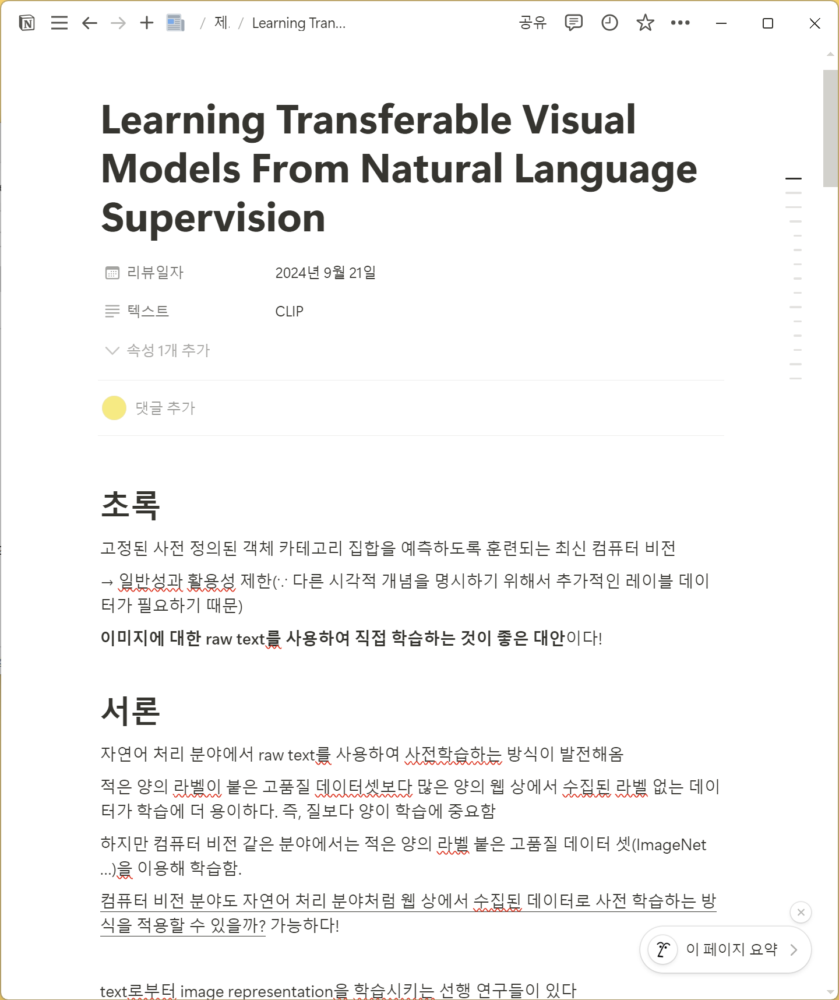 / 제. / Learning Tran...
공유
Learning Transferable Visual
Models From Natural Language
Supervision
리뷰일자 2024년 9월 21일
텍스트 CLIP
속성 1개 추가
댓글 추가
초록
고정된 사전 정의된 객체 카테고리 집합을 예측하도록 훈련되는 최신 컴퓨터 비전
→ 일반성과 활용성 제한(∵ 다른 시각적 개념을 명시하기 위해서 추가적인 레이블 데이
터가 필요하기 때문)
이미지에 대한 raw text를 사용하여 직접 학습하는 것이 좋은 대안이다!
서론
자연어 처리 분야에서 raw text를 사용하여 사전학습하는 방식이 발전해옴
적은 양의 라벨이 붙은 고품질 데이터셋보다 많은 양의 웹 상에서 수집된 라벨 없는 데이
터가 학습에 더 용이하다. 즉, 질보다 양이 학습에 중요함
하지만 컴퓨터 비전 같은 분야에서는 적은 양의 라벨 붙은 고품질 데이터 셋(ImageNet
...)을 이용해 학습함.
컴퓨터 비전 분야도 자연어 처리 분야처럼 웹 상에서 수집된 데이터로 사전 학습하는 방
식을 적용할 수 있을까? 가능하다!
이 페이지 요약
text로부터 image representation을 학습시키는 선행 연구들이 있다